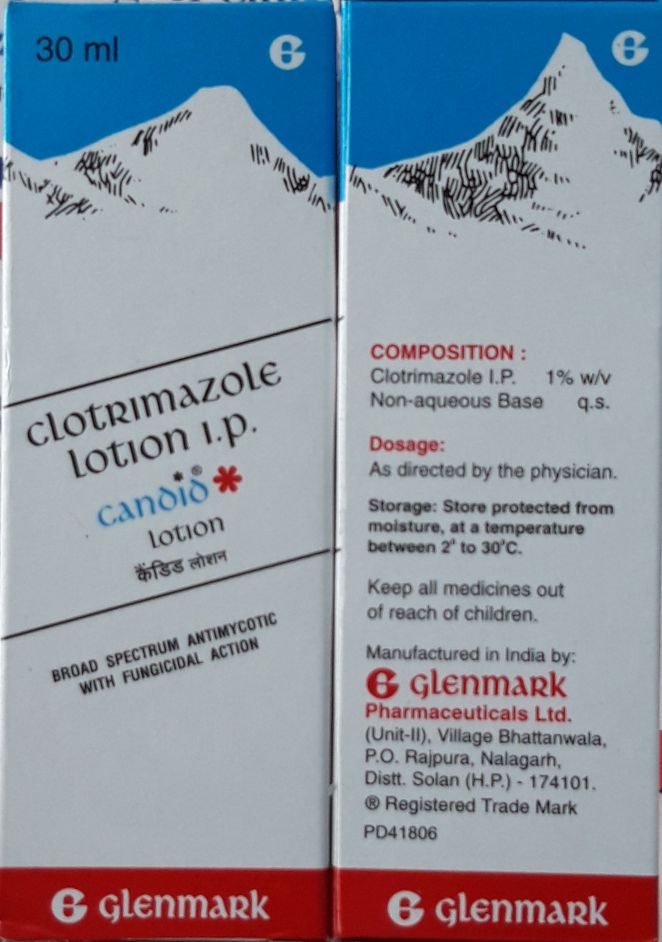 30 ml
Clotrimazole
Lotion I.P.
Candid*®*
Lotion
कैंडिड लोशन
BROAD SPECTRUM ANTIMYCOTIC
WITH FUNGICIDAL ACTION
Glenmark
COMPOSITION :
Clotrimazole I.P. 1% w/v
Non-aqueous Base q.s.
Dosage:
As directed by the physician.
Storage: Store protected from
moisture, at a temperature
between 2° to 30°C.
Keep all medicines out
of reach of children.
Manufactured in India by:
Glenmark
Pharmaceuticals Ltd.
(Unit-II), Village Bhattanwala,
P.O. Rajpura, Nalagarh,
Distt. Solan (H.P.) - 174101.
® Registered Trade Mark
PD41806
Glenmark